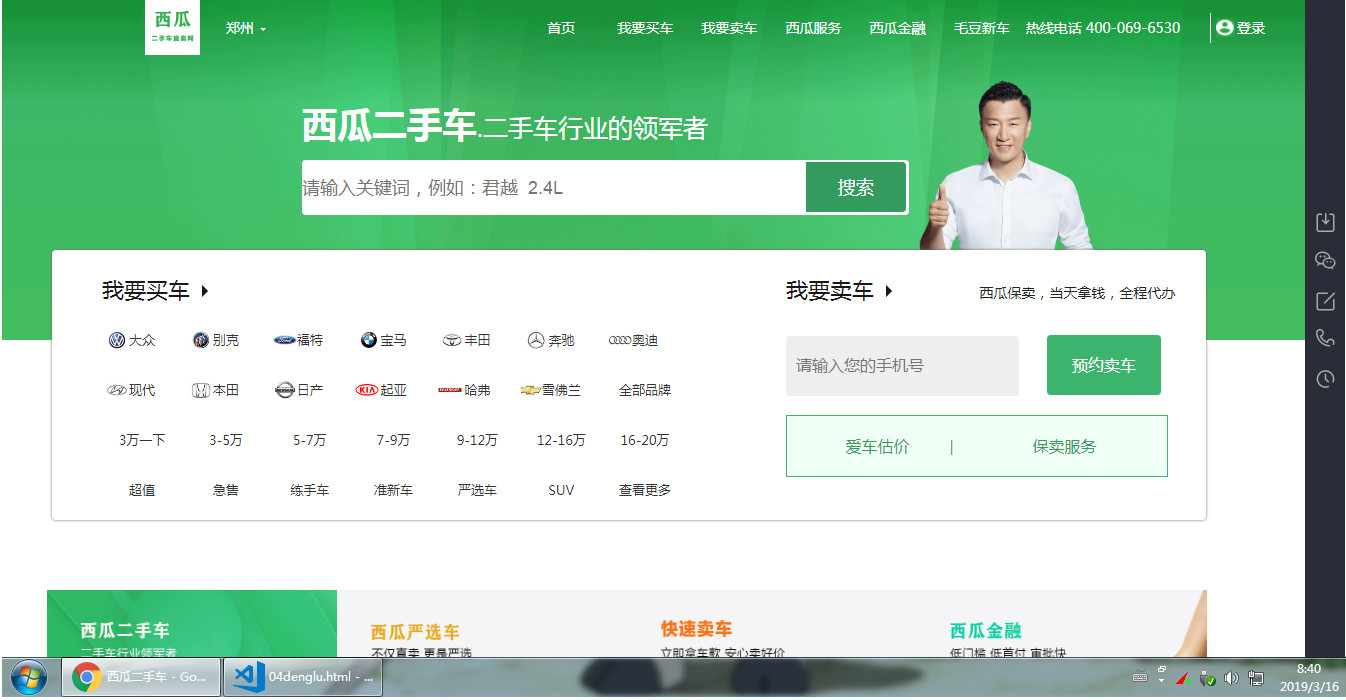 西瓜
二手车直卖网
郑州
首页 我要买车 我要卖车 西瓜服务 西瓜金融 毛豆新车 热线电话 400-069-6530 登录
西瓜二手车.二手车行业的领军者
请输入关键词，例如：君越 2.4L 搜索
我要买车
大众 别克 福特 宝马 丰田 奔驰 奥迪
现代 本田 日产 起亚 哈弗 雪佛兰 全部品牌
3万一下 3-5万 5-7万 7-9万 9-12万 12-16万 16-20万
超值 急售 练手车 准新车 严选车 SUV 查看更多
我要卖车 西瓜保卖，当天拿钱，全程代办
请输入您的手机号 预约卖车
爱车估价 | 保卖服务
西瓜二手车 西瓜严选车 快速卖车 西瓜金融
二手车行业领军者 不仅直卖 更是严选 立即拿车款 安心卖好价 低门槛 低首付 审批快
西瓜二手车 - Go... 04denglu.html - ...
8:40
2019/3/16